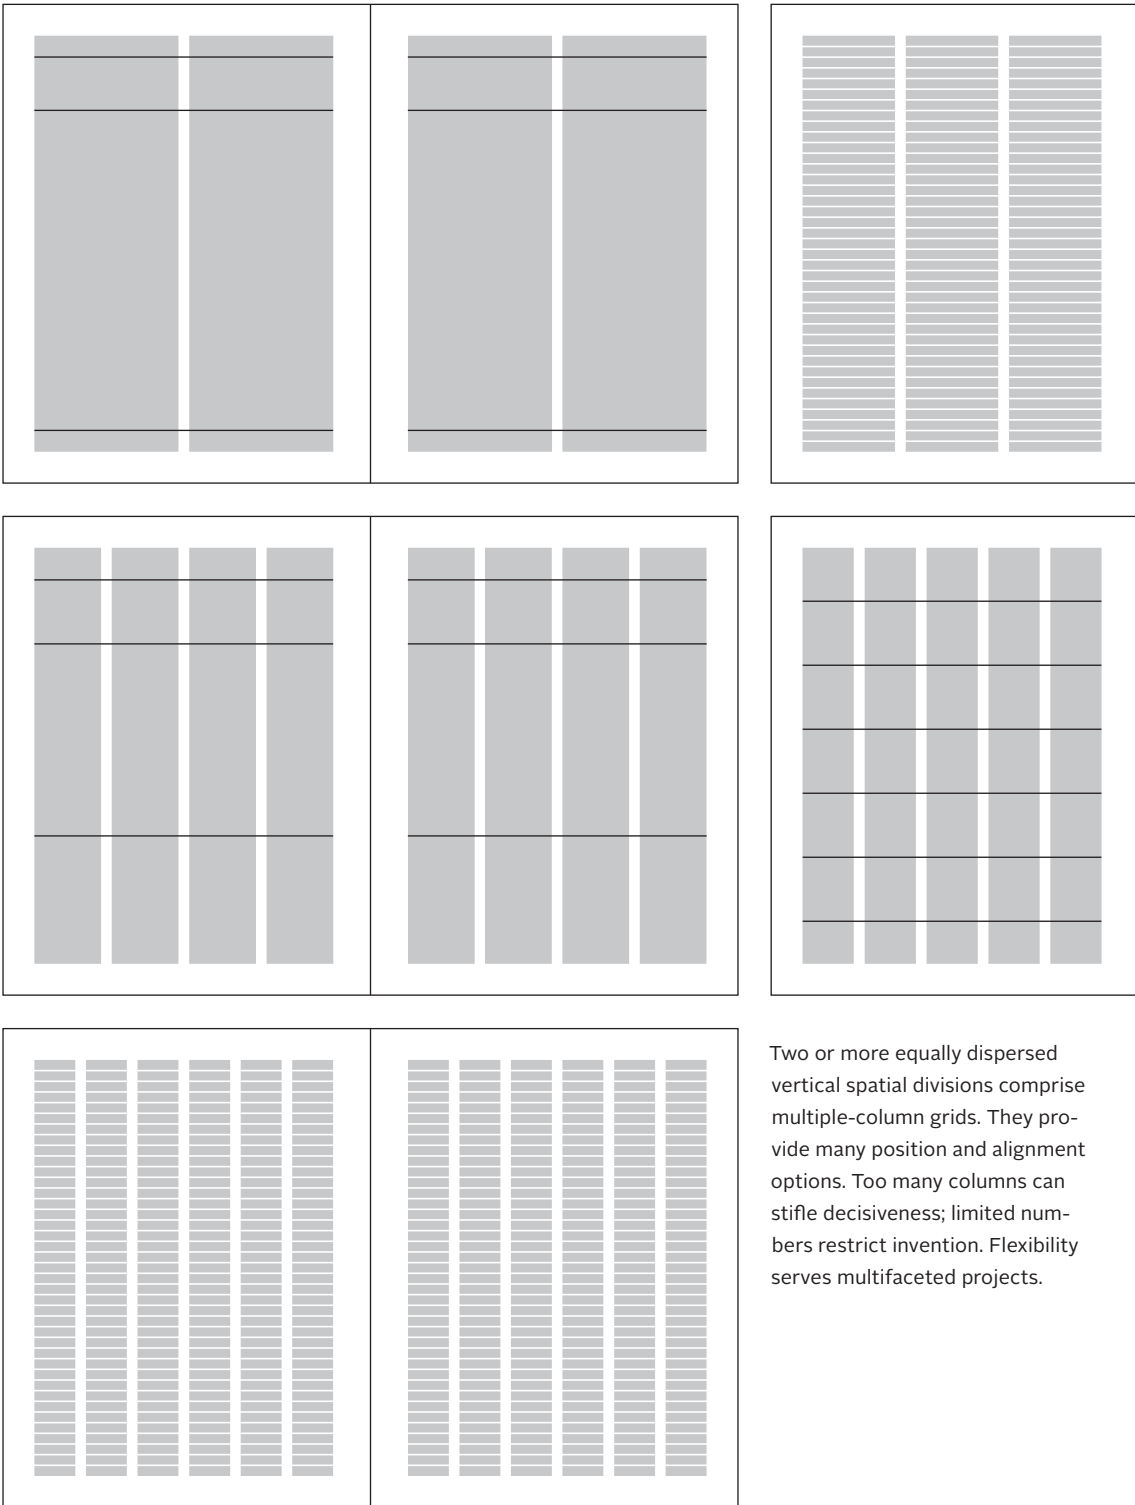 Two or more equally dispersed
vertical spatial divisions comprise
multiple-column grids. They pro-
vide many position and alignment
options. Too many columns can
stifle decisiveness; limited num-
bers restrict invention. Flexibility
serves multifaceted projects.